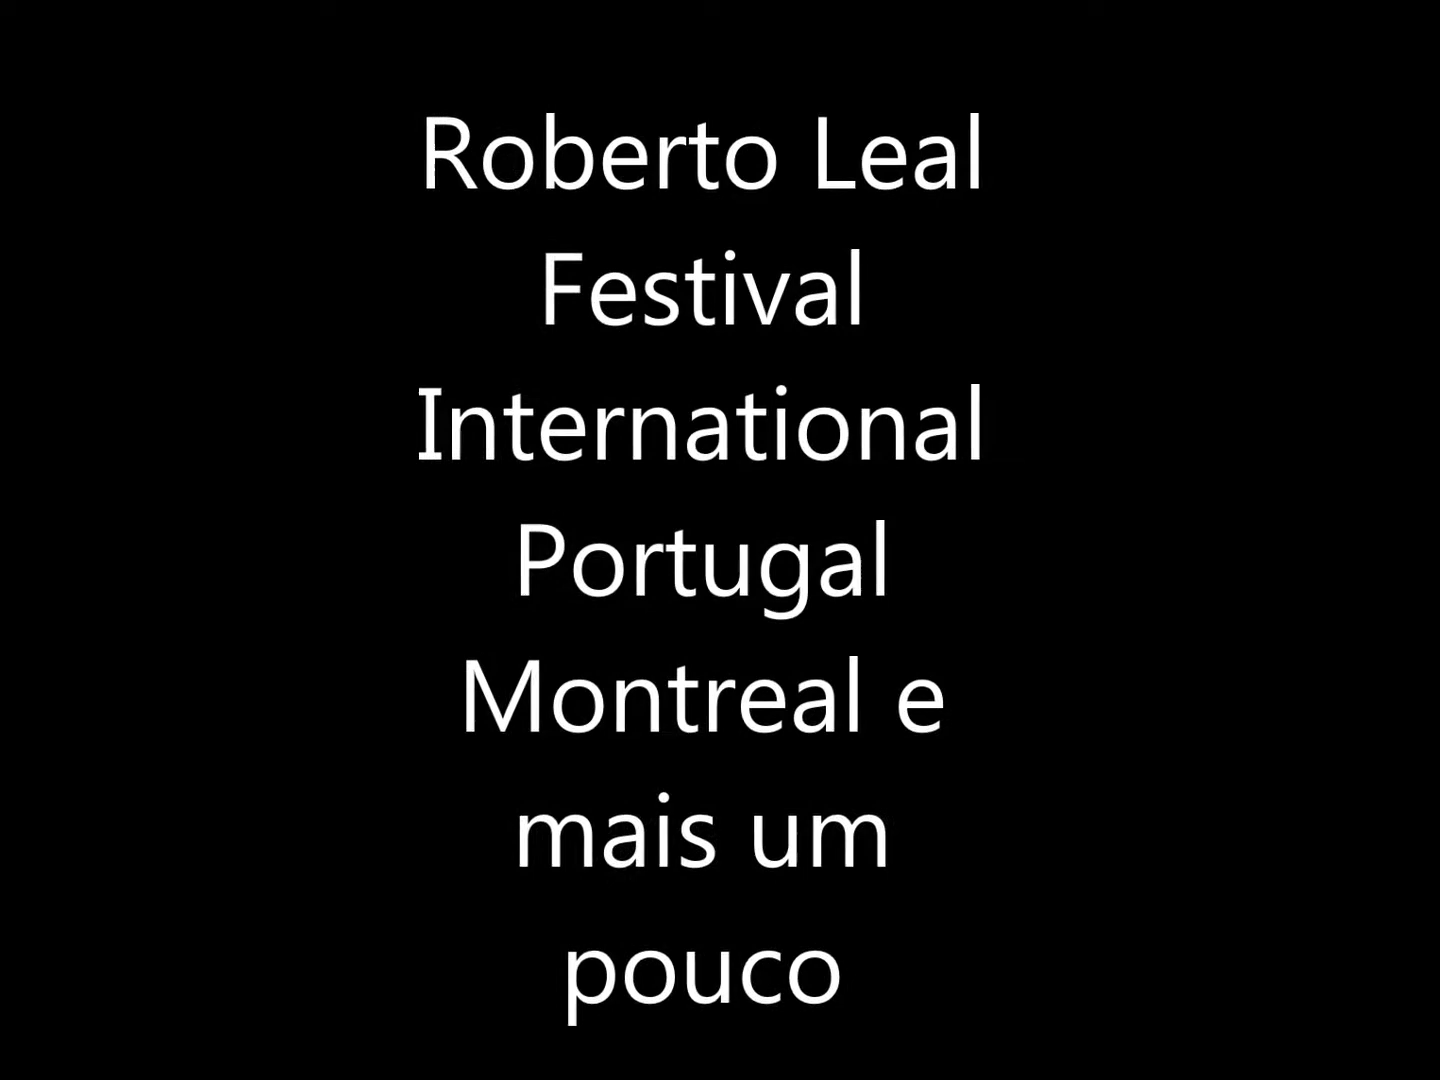 Roberto Leal
Festival
International
Portugal
Montreal e
mais um
pouco